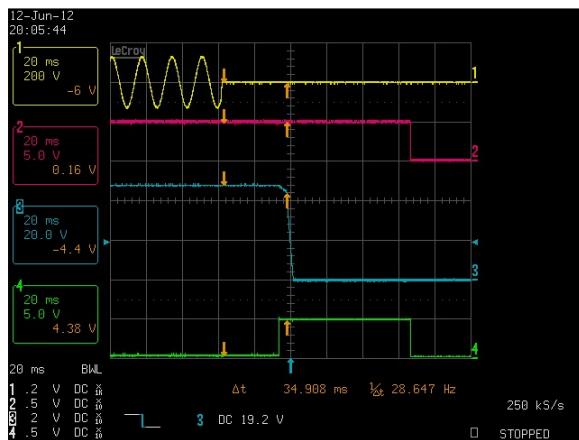 12-Jun-12
20:05:44
LeCroy
1
20 ms
200 V
-6 V
1
2
20 ms
5.0 V
0.16 V
2
3
20 ms
20.0 V
-4.4 V
3
4
20 ms
5.0 V
4.38 V
4
20 ms BWL
1 .2 V DC
2 .5 V DC
3 2 V DC
4 .5 V DC
Δt 34.908 ms 1/Δt 28.647 Hz
3 DC 19.2 V
250 kS/s
STOPPED